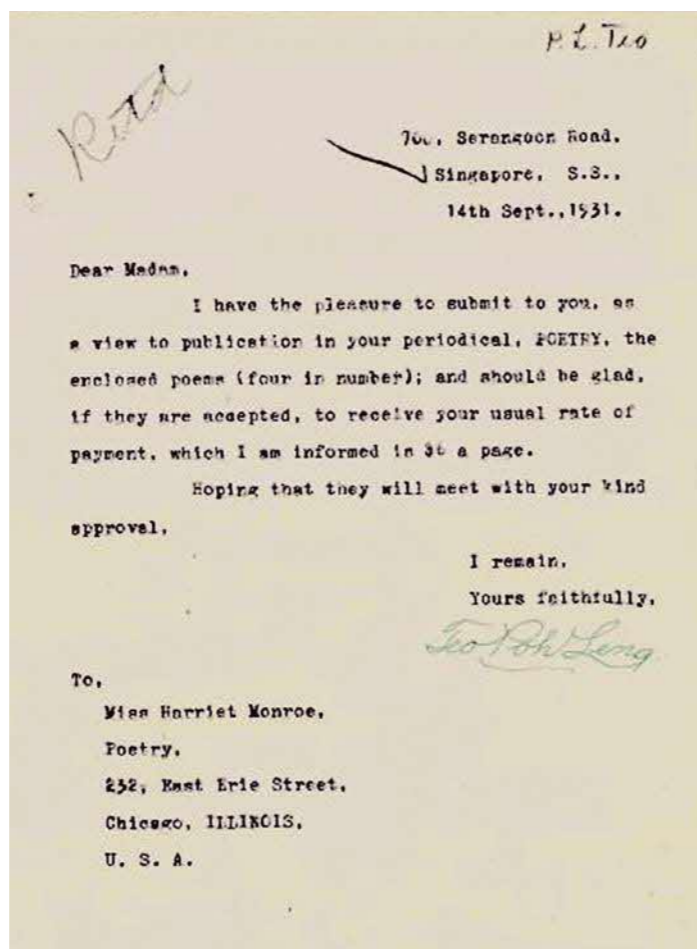 P. L. Teo
Retd
Serangoon Road.
Singapore, S.S.,
14th Sept., 1931.
Dear Madam,
I have the pleasure to submit to you, as
a view to publication in your periodical, POETRY, the
enclosed poems (four in number); and should be glad,
if they are accepted, to receive your usual rate of
payment, which I am informed is $6 a page.
Hoping that they will meet with your kind
approval,
I remain,
Yours faithfully,
Teo Poh Leng
To,
Miss Harriet Monroe,
Poetry,
232, East Erie Street,
Chicago, ILLINOIS,
U. S. A.